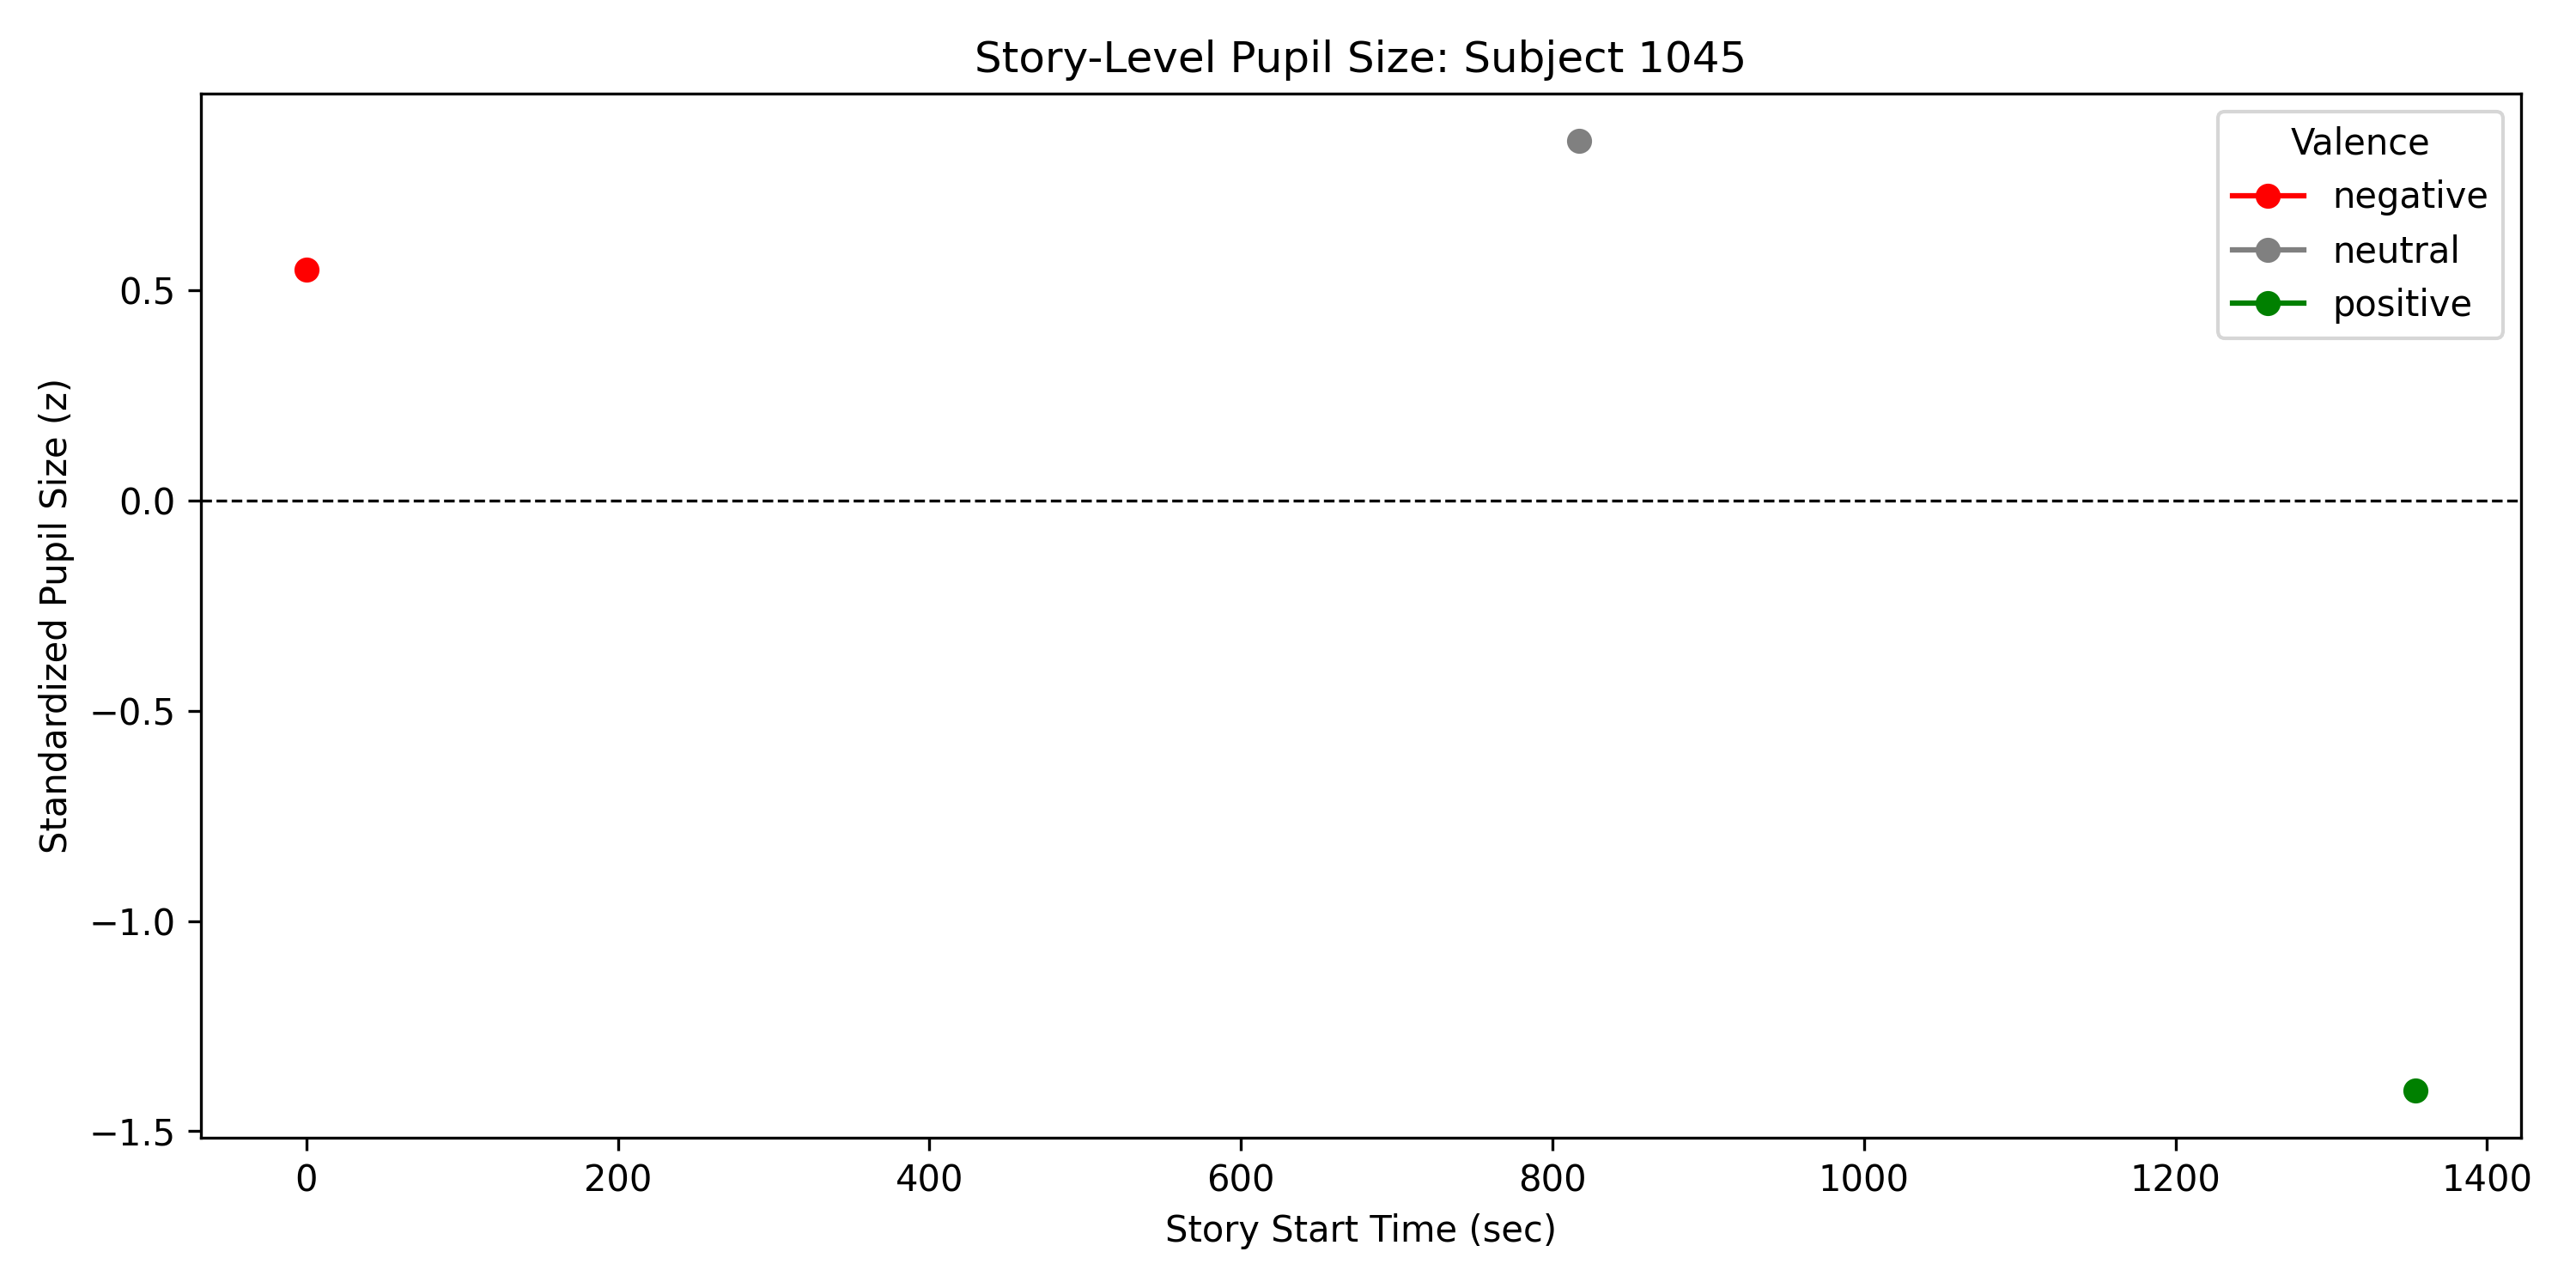 Story-Level Pupil Size: Subject 1045
Valence
negative
neutral
positive
Standardized Pupil Size (z)
0.5
0.0
−0.5
−1.0
−1.5
0 200 400 600 800 1000 1200 1400
Story Start Time (sec)